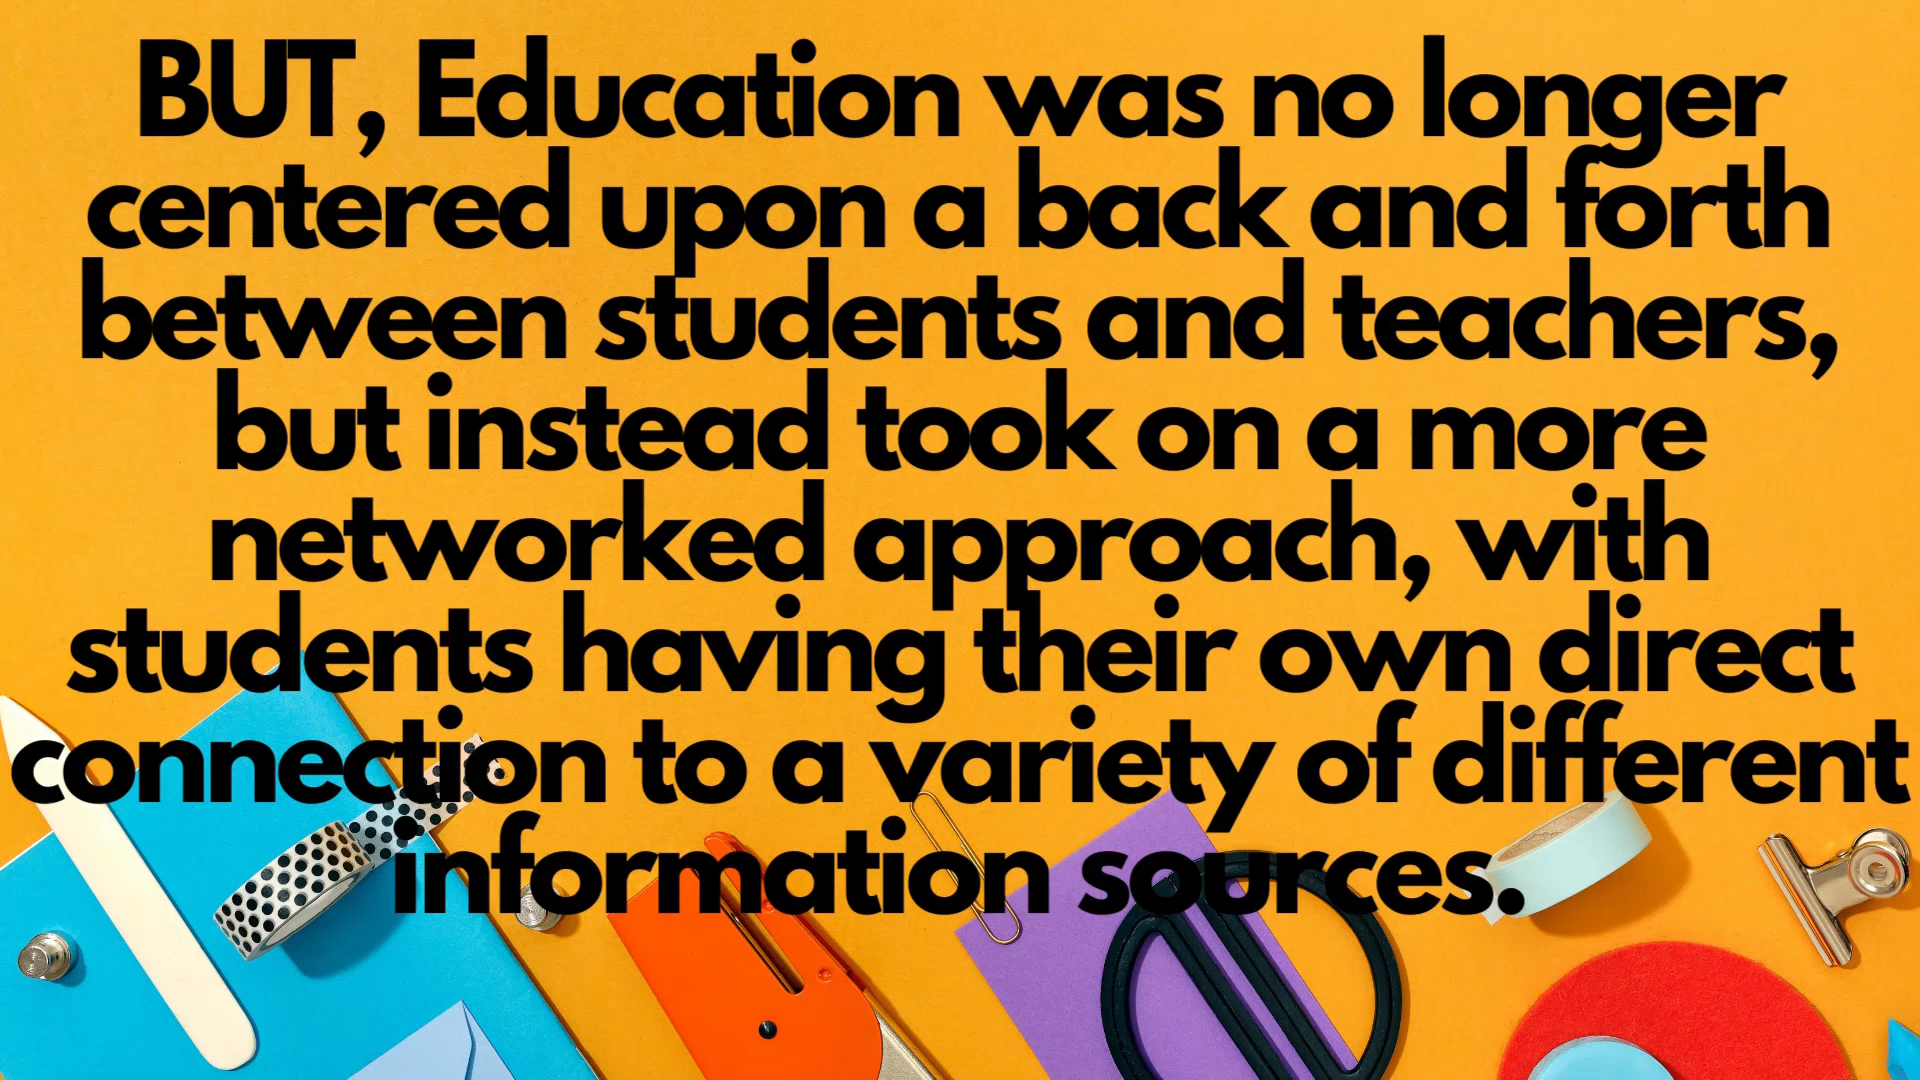 BUT, Education was no longer
centered upon a back and forth
between students and teachers,
but instead took on a more
networked approach, with
students having their own direct
connection to a variety of different
information sources.